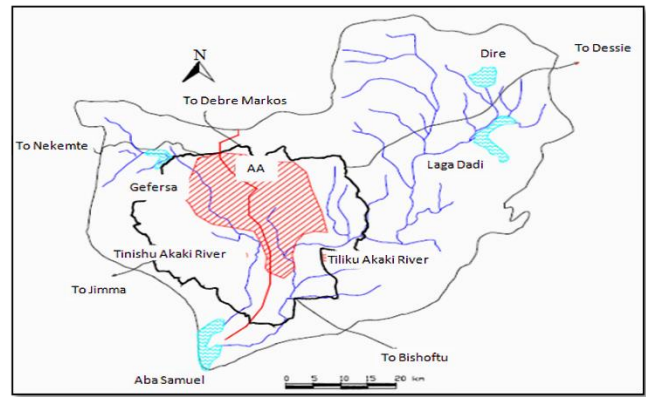 Dire
To Dessie
N
To Debre Markos
To Nekemte
AA
Laga Dadi
Gefersa
Tinishu Akaki River
Tiliku Akaki River
To Jimma
To Bishoftu
Aba Samuel
0 5 10 15 20 km